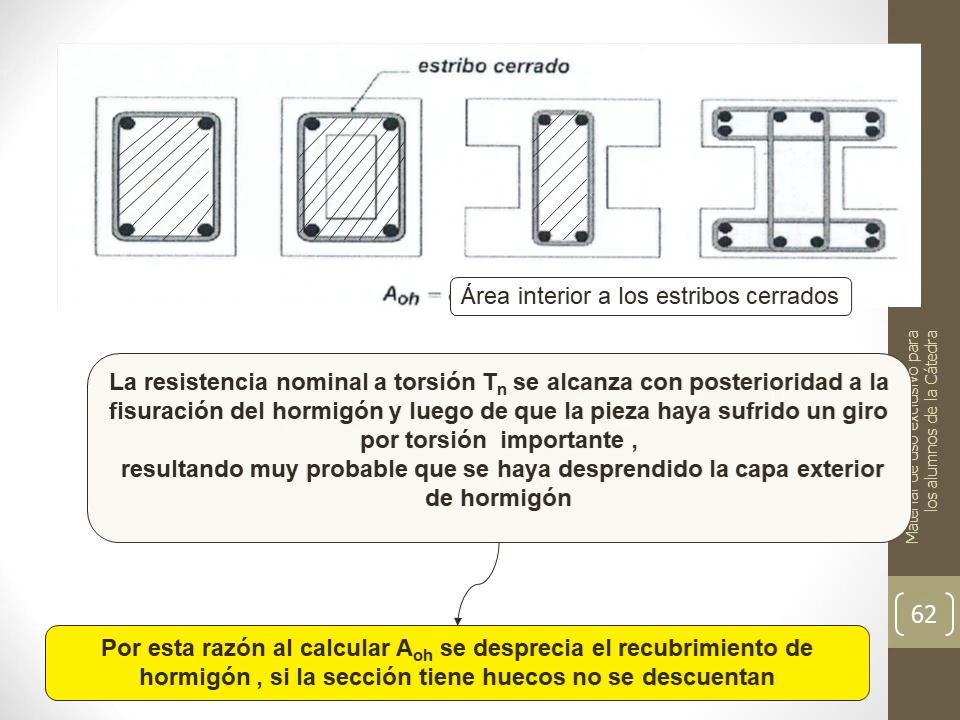 estribo cerrado
Aoh =
Área interior a los estribos cerrados
La resistencia nominal a torsión Tn se alcanza con posterioridad a la
fisuración del hormigón y luego de que la pieza haya sufrido un giro
por torsión importante ,
resultando muy probable que se haya desprendido la capa exterior
de hormigón
Por esta razón al calcular Aoh se desprecia el recubrimiento de
hormigón , si la sección tiene huecos no se descuentan
Material de uso exclusivo para
los alumnos de la Cátedra
62